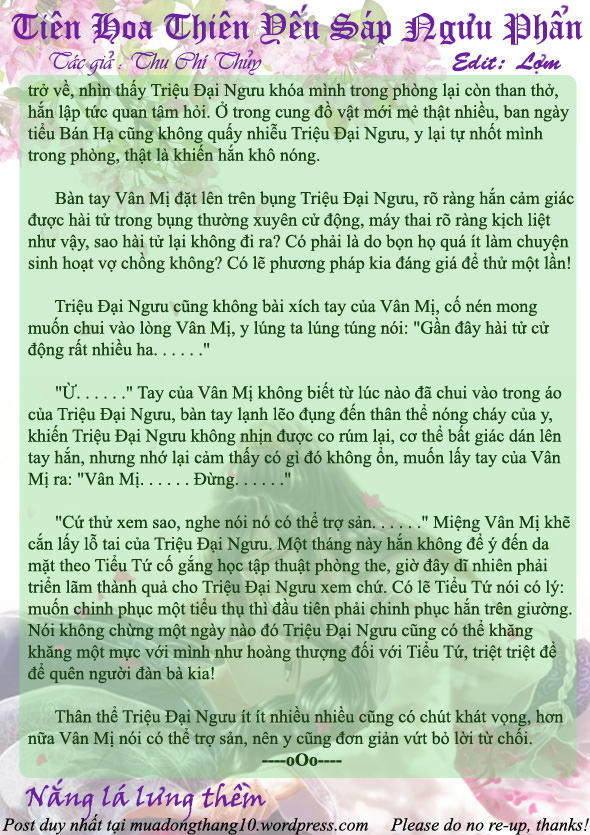 Tiên Hoa Thiên Yếu Sáp Ngưu Phẩn
Tác giả : Thu Chí Thủy
Edit: Lợm
trở về, nhìn thấy Triệu Đại Ngưu khóa mình trong phòng lại còn than thở,
hắn lập tức quan tâm hỏi. Ở trong cung đồ vật mới mẻ thật nhiều, ban ngày
tiểu Bán Hạ cũng không quấy nhiễu Triệu Đại Ngưu, y lại tự nhốt mình
trong phòng, thật là khiến hắn khô nóng.
Bàn tay Vân Mị đặt lên trên bụng Triệu Đại Ngưu, rõ ràng hắn cảm giác
được hài tử trong bụng thường xuyên cử động, máy thai rõ ràng kịch liệt
như vậy, sao hài tử lại không đi ra? Có phải là do bọn họ quá ít làm chuyện
sinh hoạt vợ chồng không? Có lẽ phương pháp kia đáng giá để thử một lần!
Triệu Đại Ngưu cũng không bài xích tay của Vân Mị, cố nén mong
muốn chui vào lòng Vân Mị, y lúng ta lúng túng nói: "Gần đây hài tử cử
động rất nhiều ha. . . . . ."
"Ừ. . . . . ." Tay của Vân Mị không biết từ lúc nào đã chui vào trong áo
của Triệu Đại Ngưu, bàn tay lạnh lẽo đụng đến thân thể nóng cháy của y,
khiến Triệu Đại Ngưu không nhịn được co rúm lại, cơ thể bất giác dán lên
tay hắn, nhưng nhớ lại cảm thấy có gì đó không ổn, muốn lấy tay của Vân
Mị ra: "Vân Mị. . . . . . Đừng. . . . . ."
"Cứ thử xem sao, nghe nói nó có thể trợ sản. . . . . ." Miệng Vân Mị khẽ
cắn lấy lỗ tai của Triệu Đại Ngưu. Một tháng này hắn không để ý đến da
mặt theo Tiểu Tứ cố gắng học tập thuật phòng the, giờ đây dĩ nhiên phải
triển lãm thành quả cho Triệu Đại Ngưu xem chứ. Có lẽ Tiểu Tứ nói có lý:
muốn chinh phục một tiểu thụ thì đầu tiên phải chinh phục hắn trên giường.
Nói không chừng một ngày nào đó Triệu Đại Ngưu cũng có thể khăng
khăng một mực với mình như hoàng thượng đối với Tiểu Tứ, triệt triệt để
để quên người đàn bà kia!
Thân thể Triệu Đại Ngưu ít ít nhiều nhiều cũng có chút khát vọng, hơn
nữa Vân Mị nói có thể trợ sản, nên y cũng đơn giản vứt bỏ lời từ chối.
----oOo----
Nắng lá lưng thềm
Post duy nhất tại muadongthang10.wordpress.com
Please do no re-up, thanks!